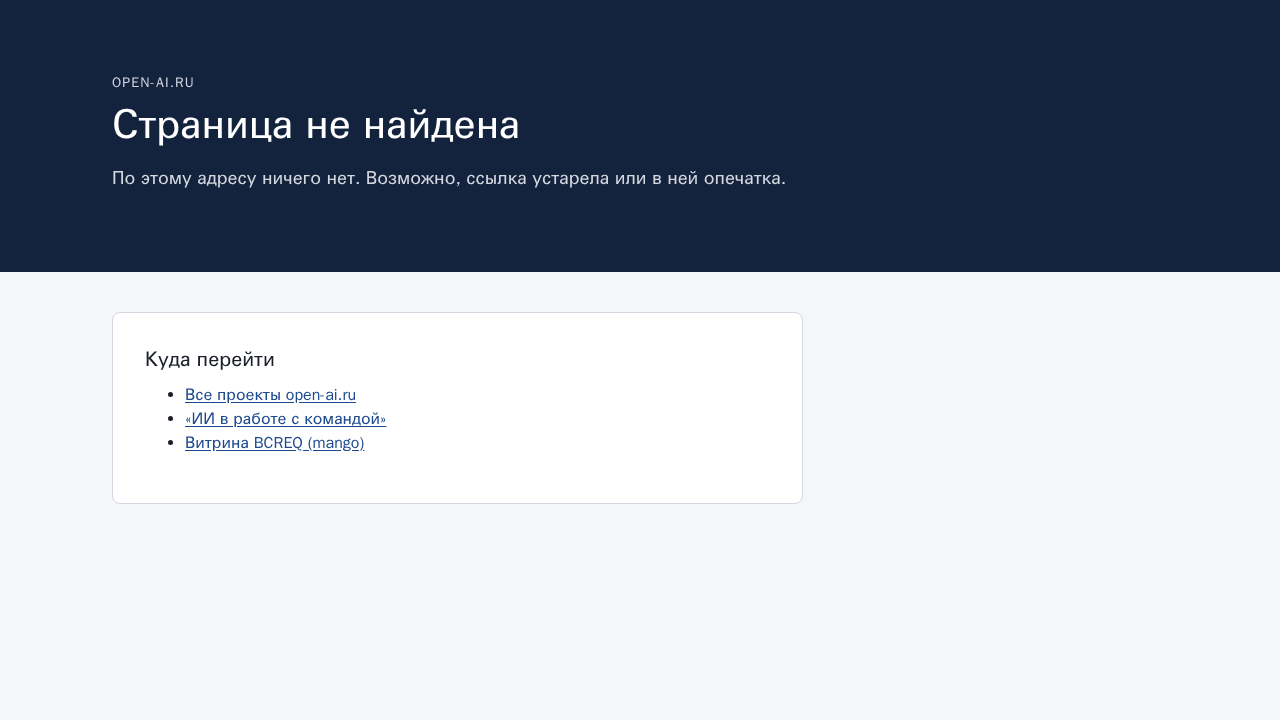 OPEN-AI.RU
Страница не найдена
По этому адресу ничего нет. Возможно, ссылка устарела или в ней опечатка.
Куда перейти
Все проекты open-ai.ru
«ИИ в работе с командой»
Витрина BCREQ (mango)